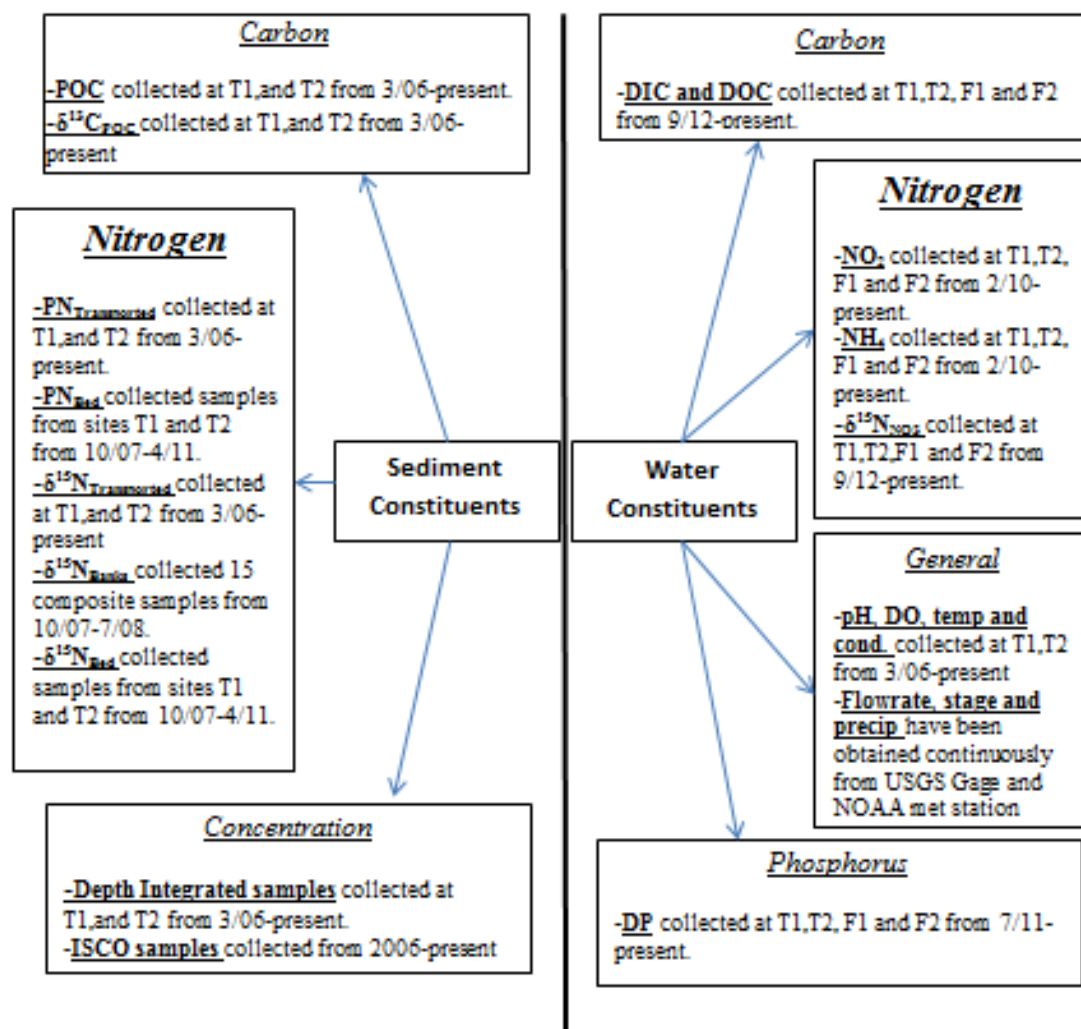 Carbon
-POC collected at T1,and T2 from 3/06-present.
-δ¹³C_POC collected at T1,and T2 from 3/06-
present
Nitrogen
-PN_Transported collected at
T1,and T2 from 3/06-
present.
-PN_Bed collected samples
from sites T1 and T2
from 10/07-4/11.
-δ¹⁵N_Transported collected
at T1,and T2 from 3/06-
present
-δ¹⁵N_Banks collected 15
composite samples from
10/07-7/08.
-δ¹⁵N_Bed collected
samples from sites T1
and T2 from 10/07-4/11.
Sediment
Constituents
Concentration
-Depth Integrated samples collected at
T1,and T2 from 3/06-present.
-ISCO samples collected from 2006-present
Carbon
-DIC and DOC collected at T1,T2, F1 and F2
from 9/12-present.
Nitrogen
-NO₃ collected at T1,T2,
F1 and F2 from 2/10-
present.
-NH₄ collected at T1,T2,
F1 and F2 from 2/10-
present.
-δ¹⁵N_NO3 collected at
T1,T2,F1 and F2 from
9/12-present.
Water
Constituents
General
-pH, DO, temp and
cond. collected at T1,T2
from 3/06-present
-Flowrate, stage and
precip have been
obtained continuously
from USGS Gage and
NOAA met station
Phosphorus
-DP collected at T1,T2, F1 and F2 from 7/11-
present.